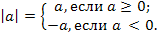 |a| = { a, если a ≥ 0;
−a, если a < 0.